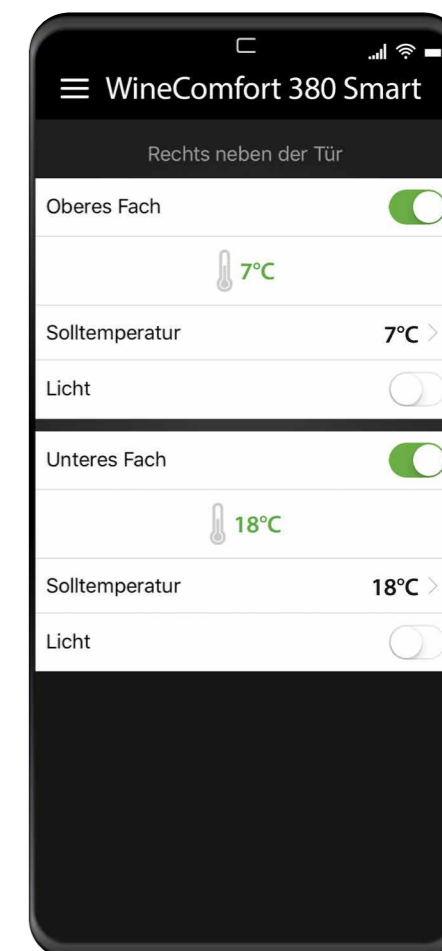 WineComfort 380 Smart
Rechts neben der Tür
Oberes Fach
7°C
Solltemperatur 7°C
Licht
Unteres Fach
18°C
Solltemperatur 18°C
Licht